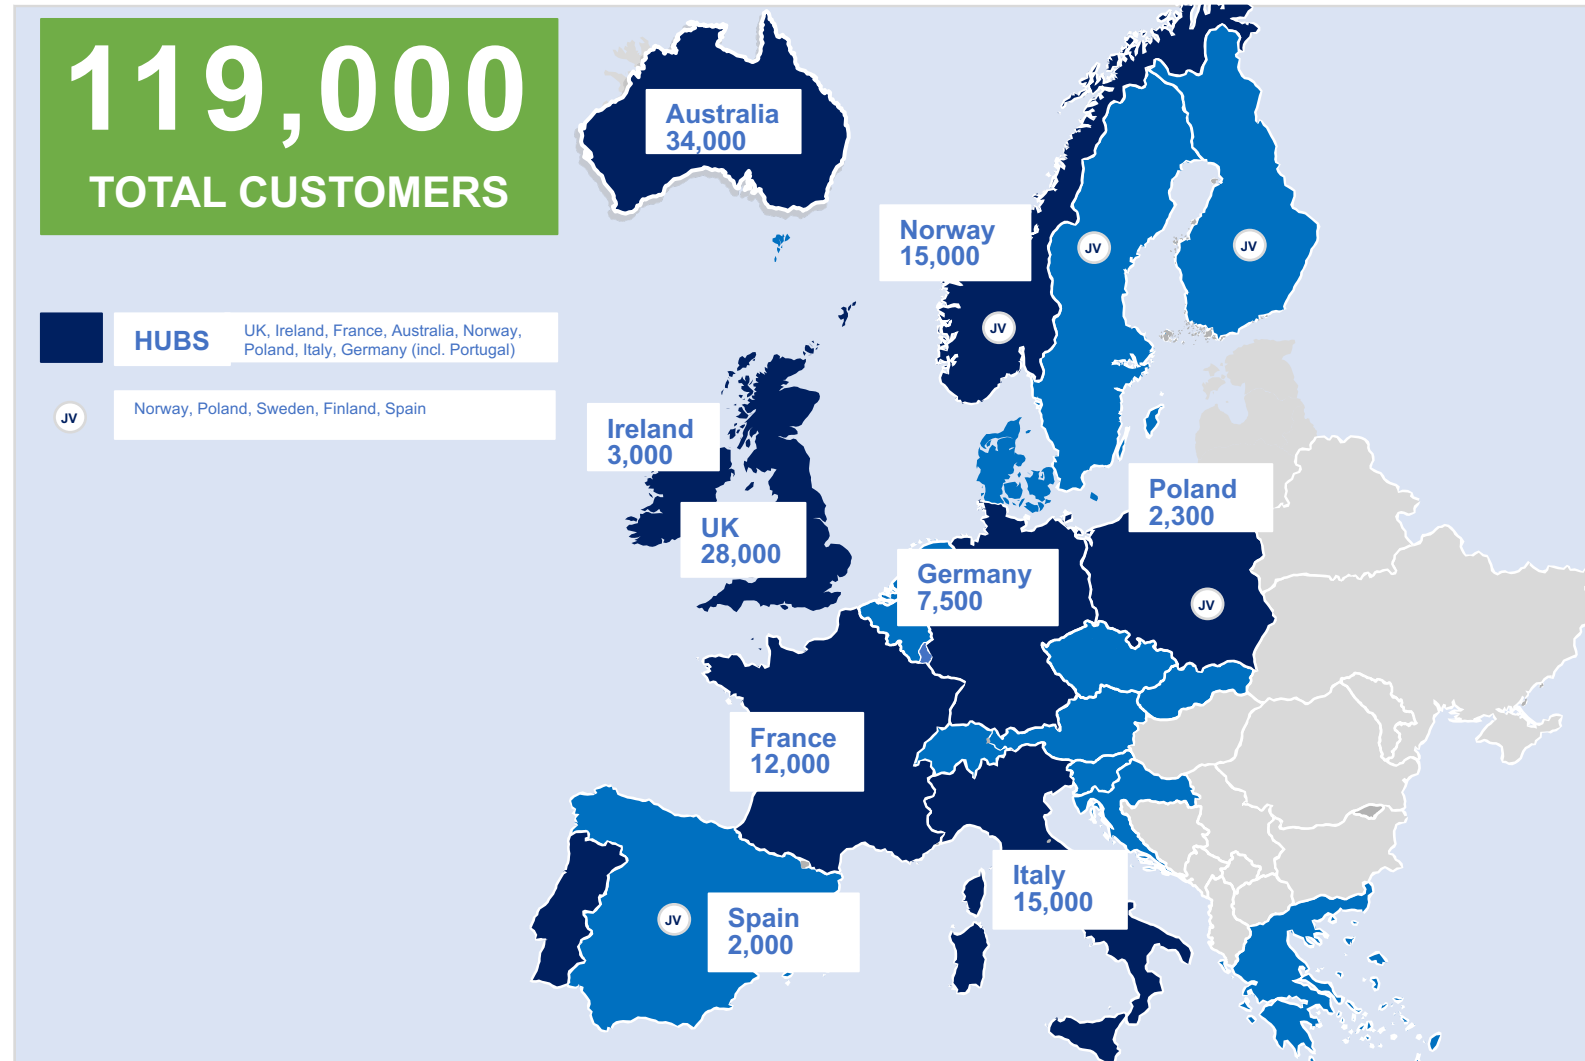 119,000
TOTAL CUSTOMERS
HUBS
UK, Ireland, France, Australia, Norway,
Poland, Italy, Germany (incl. Portugal)
JV
Norway, Poland, Sweden, Finland, Spain
Australia
34,000
Norway
15,000
JV
JV
JV
Ireland
3,000
UK
28,000
Poland
2,300
JV
Germany
7,500
France
12,000
Italy
15,000
Spain
2,000
JV